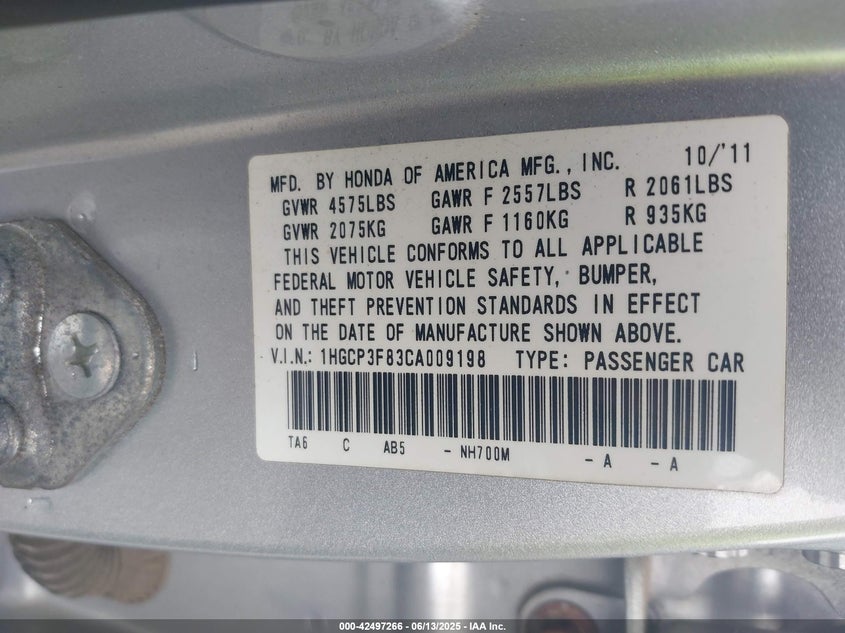 MFD. BY HONDA OF AMERICA MFG., INC. 10/'11
GVWR 4575LBS GAWR F 2557LBS R 2061LBS
GVWR 2075KG GAWR F 1160KG R 935KG
THIS VEHICLE CONFORMS TO ALL APPLICABLE
FEDERAL MOTOR VEHICLE SAFETY, BUMPER,
AND THEFT PREVENTION STANDARDS IN EFFECT
ON THE DATE OF MANUFACTURE SHOWN ABOVE.
V.I.N.: 1HGCP3F83CA009198 TYPE: PASSENGER CAR
TA6 C AB5 - NH700M - A - A
000-42497266 - 06/13/2025 - IAA Inc.